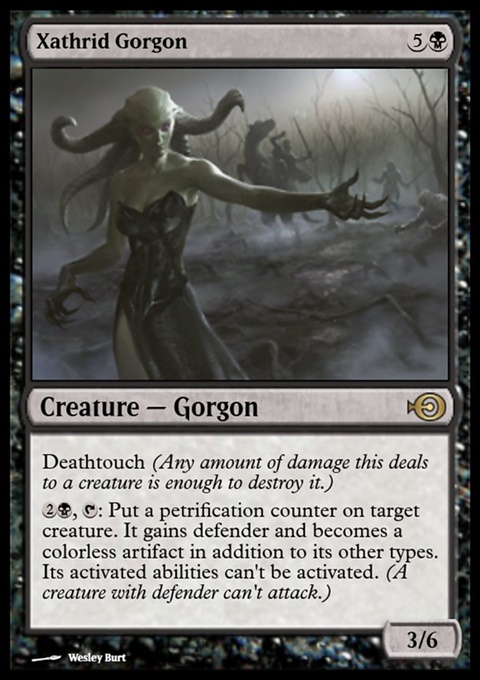 Xathrid Gorgon 5
Creature — Gorgon
Deathtouch (Any amount of damage this deals
to a creature is enough to destroy it.)
2, : Put a petrification counter on target
creature. It gains defender and becomes a
colorless artifact in addition to its other types.
Its activated abilities can't be activated. (A
creature with defender can't attack.)
3/6
Wesley Burt